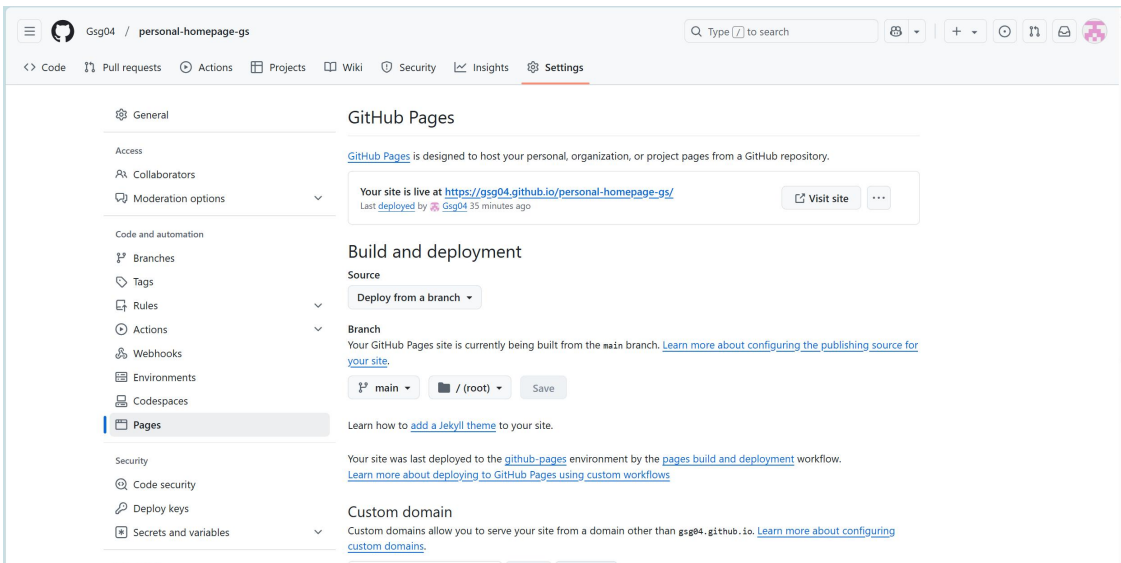 Gsg04 / personal-homepage-gs
Type / to search
Code
Pull requests
Actions
Projects
Wiki
Security
Insights
Settings
General
Access
Collaborators
Moderation options
Code and automation
Branches
Tags
Rules
Actions
Webhooks
Environments
Codespaces
Pages
Security
Code security
Deploy keys
Secrets and variables
GitHub Pages
GitHub Pages is designed to host your personal, organization, or project pages from a GitHub repository.
Your site is live at https://gsg04.github.io/personal-homepage-gs/
Last deployed by Gsg04 35 minutes ago
Visit site
Build and deployment
Source
Deploy from a branch
Branch
Your GitHub Pages site is currently being built from the main branch. Learn more about configuring the publishing source for
your site.
main
/ (root)
Save
Learn how to add a Jekyll theme to your site.
Your site was last deployed to the github-pages environment by the pages build and deployment workflow.
Learn more about deploying to GitHub Pages using custom workflows
Custom domain
Custom domains allow you to serve your site from a domain other than gsg04.github.io. Learn more about configuring
custom domains.